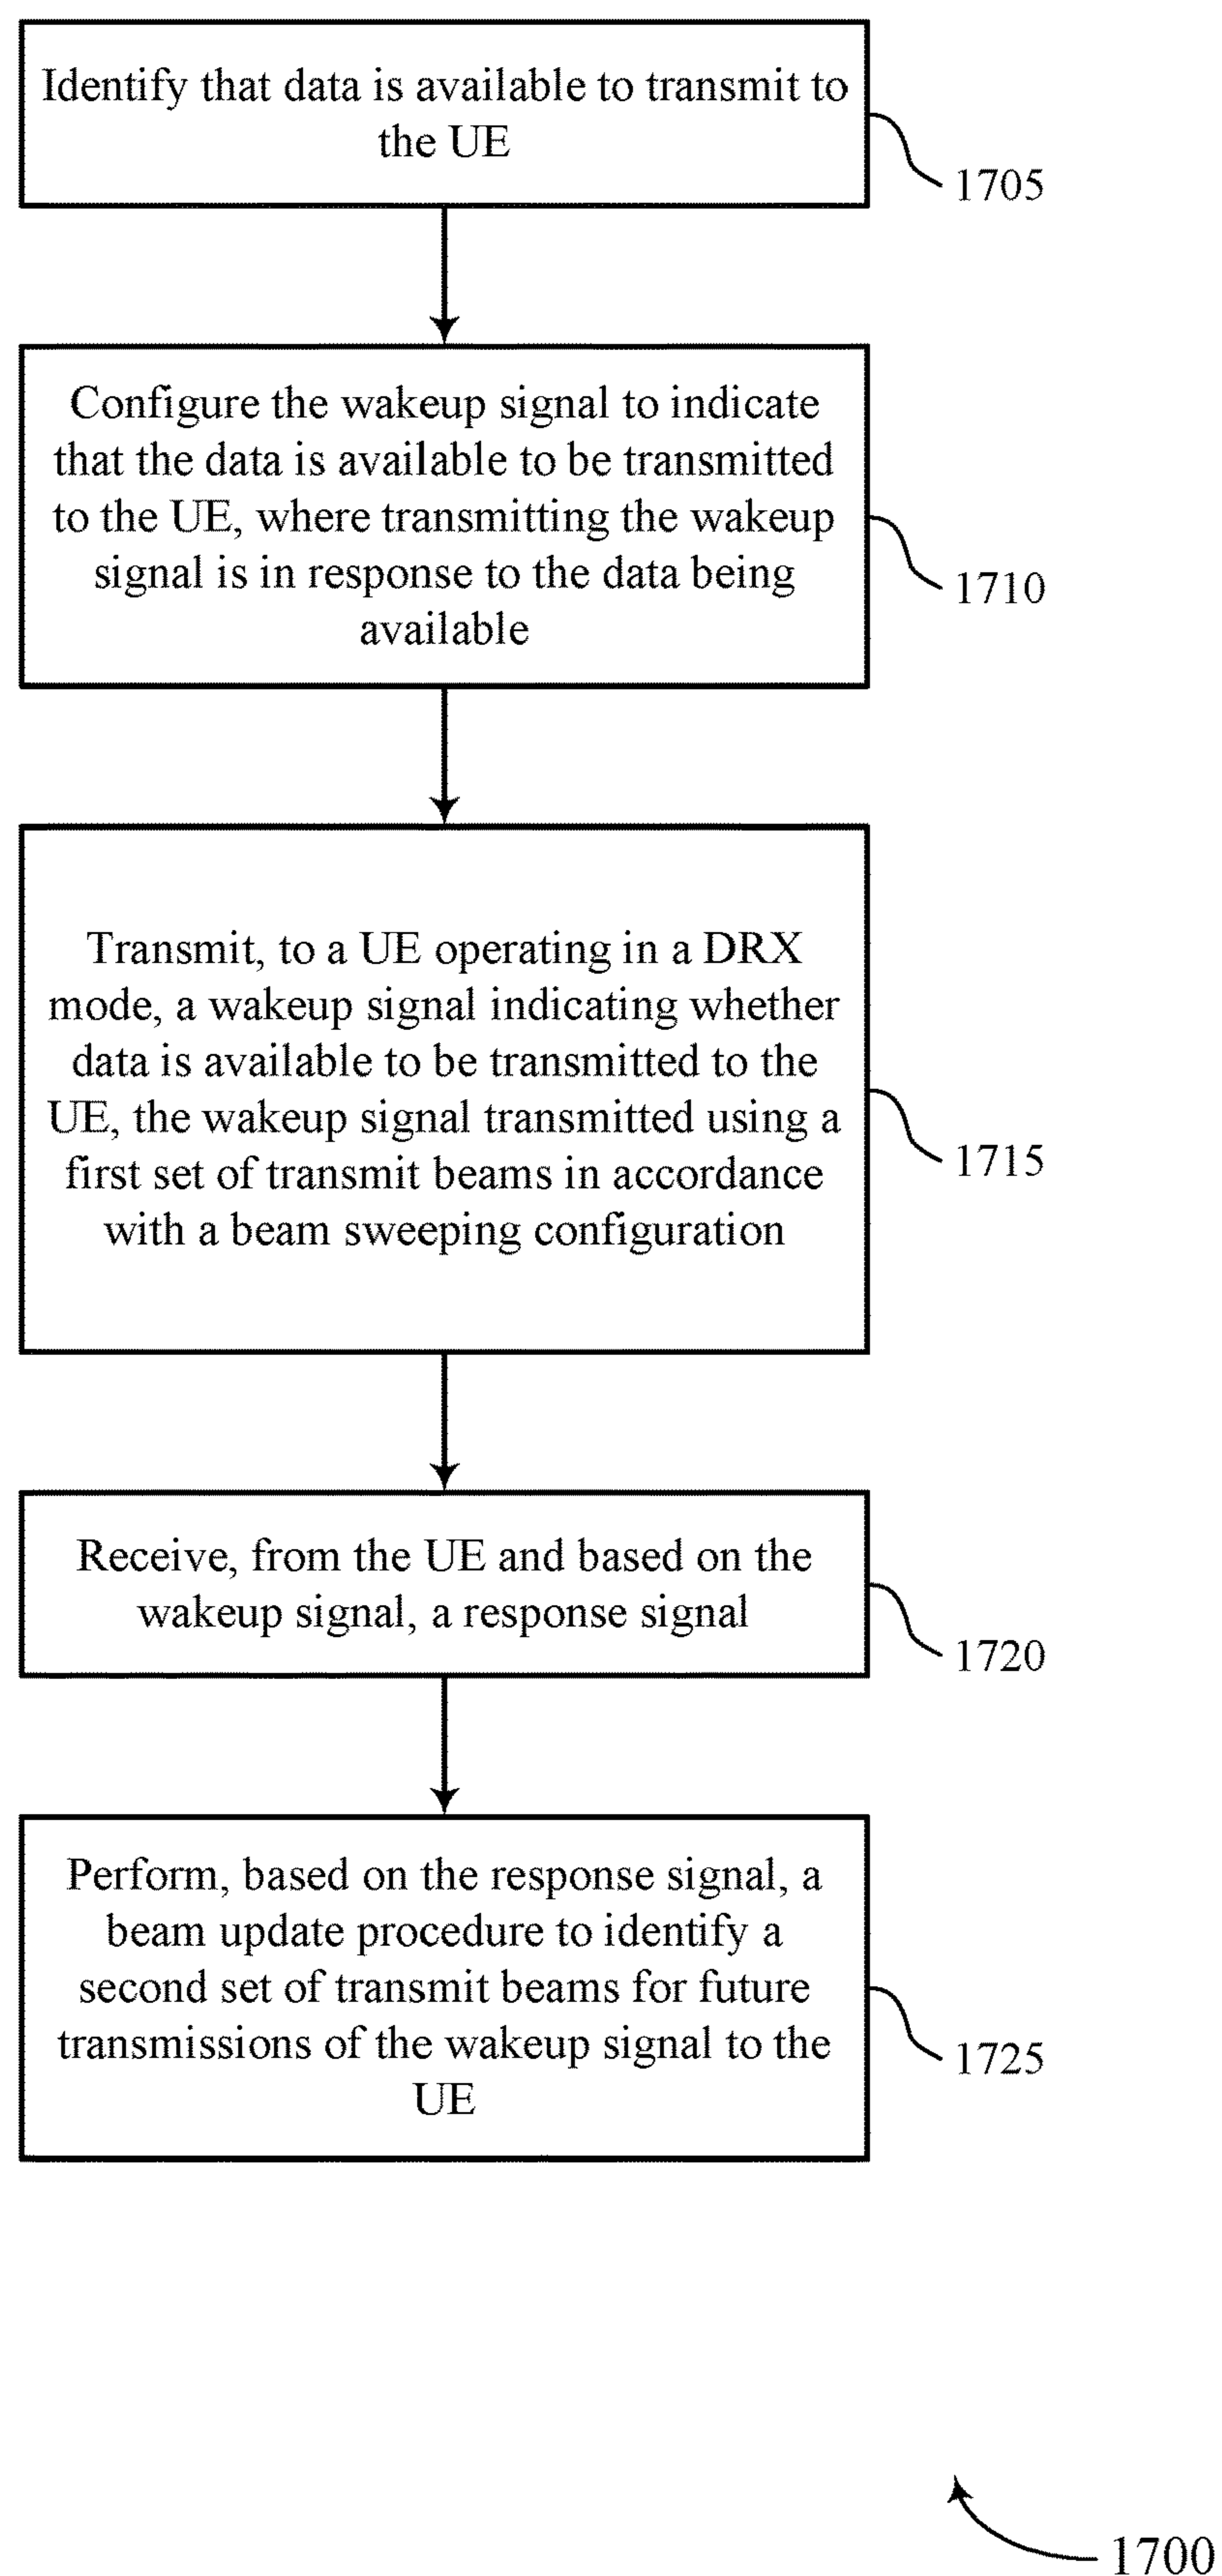 Identify that data is available to transmit to
the UE
1705
Configure the wakeup signal to indicate
that the data is available to be transmitted
to the UE, where transmitting the wakeup
signal is in response to the data being
available
1710
Transmit, to a UE operating in a DRX
mode, a wakeup signal indicating whether
data is available to be transmitted to the
UE, the wakeup signal transmitted using a
first set of transmit beams in accordance
with a beam sweeping configuration
1715
Receive, from the UE and based on the
wakeup signal, a response signal
1720
Perform, based on the response signal, a
beam update procedure to identify a
second set of transmit beams for future
transmissions of the wakeup signal to the
UE
1725
1700